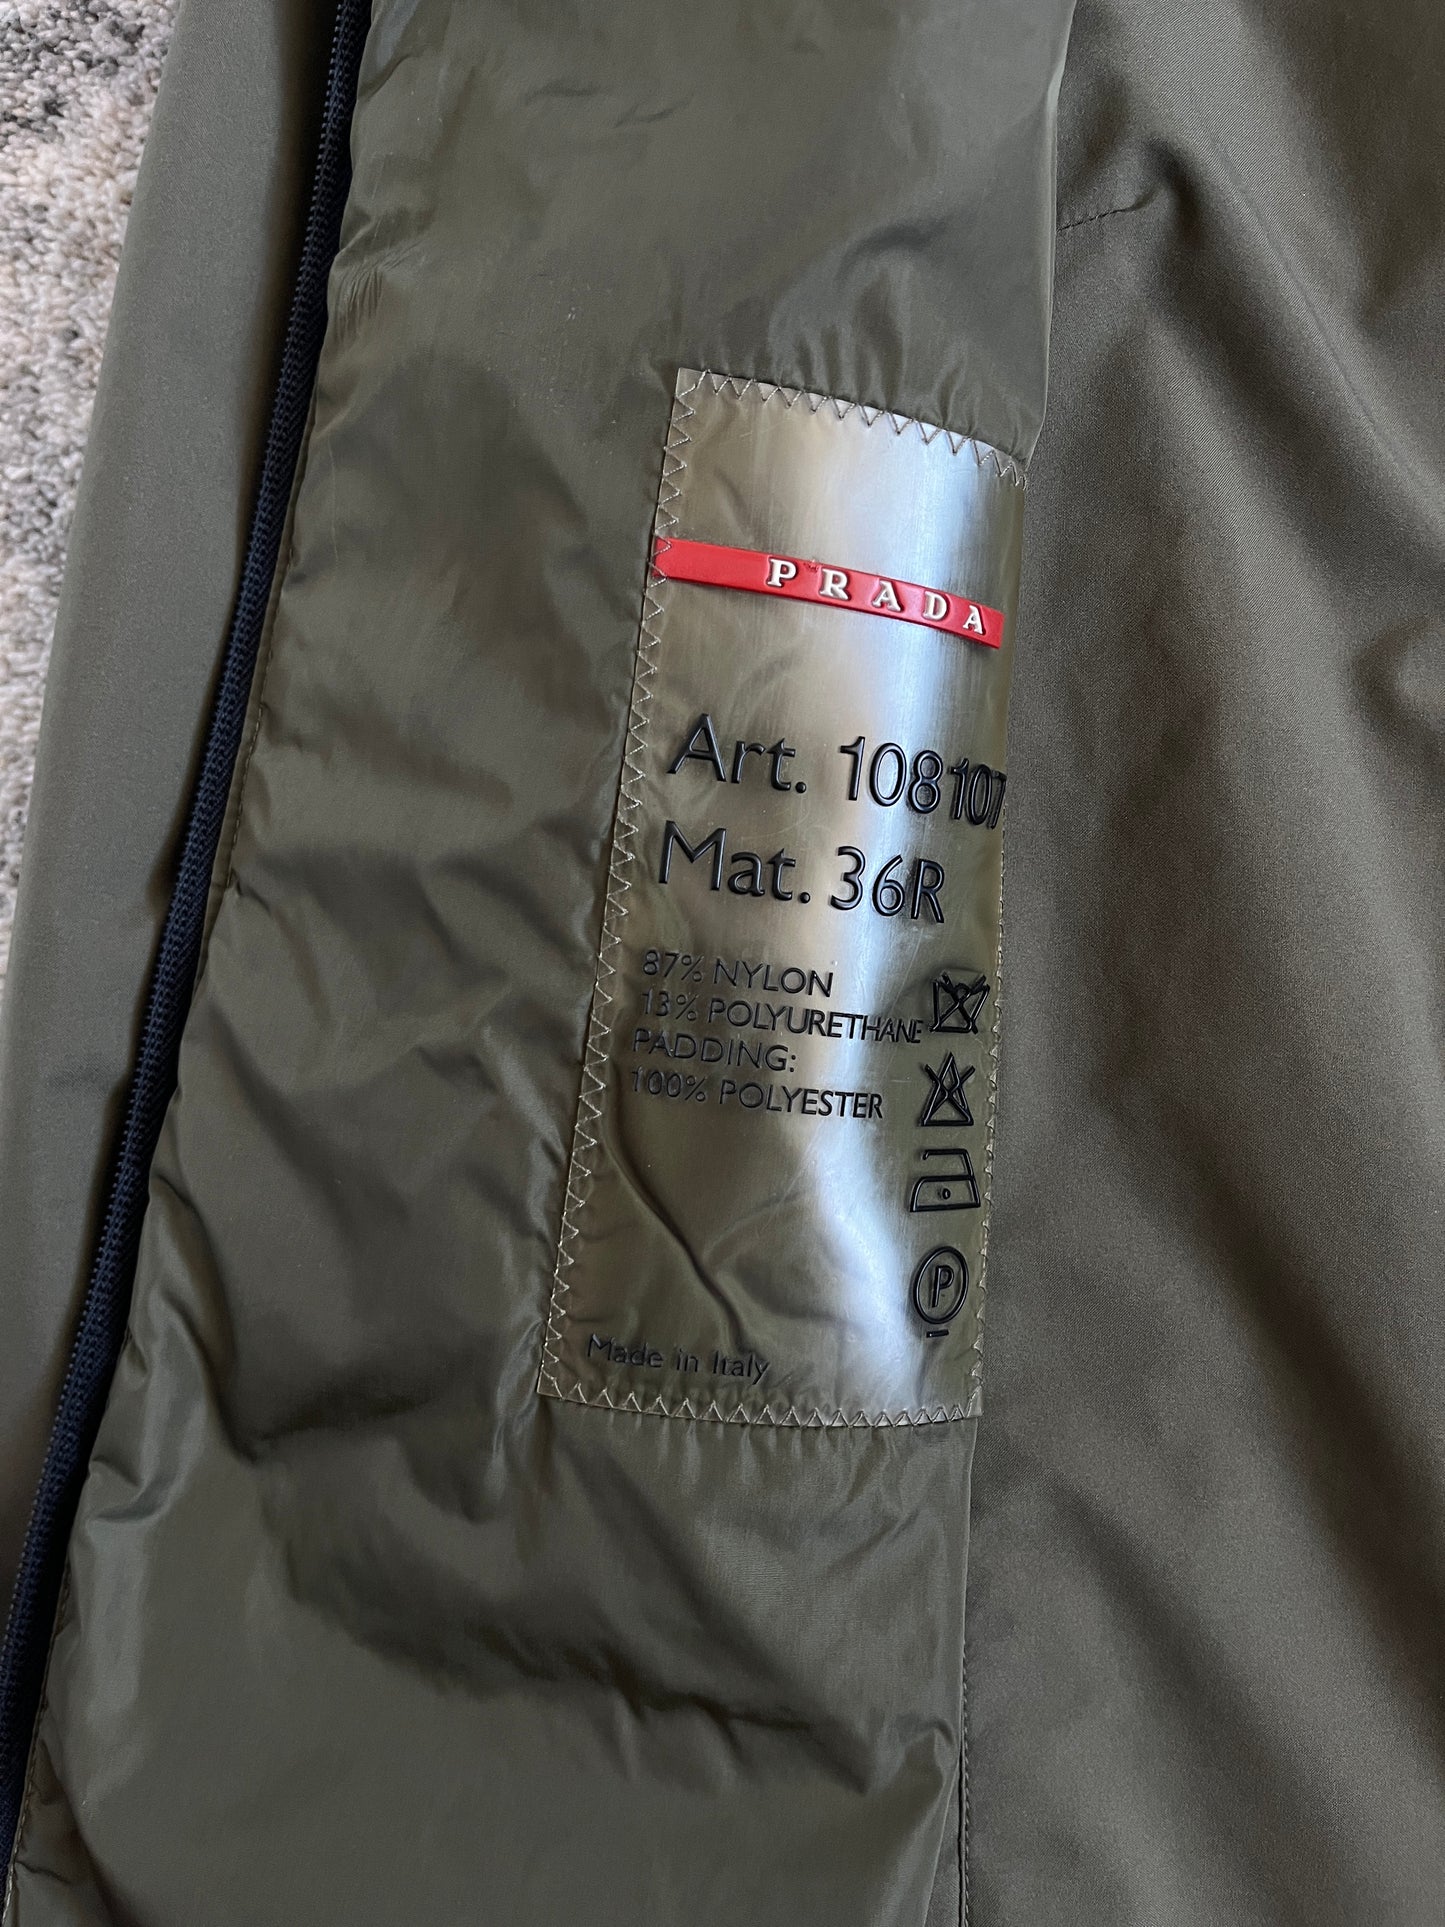 PRADA
Art. 108107
Mat. 36R
87% NYLON
13% POLYURETHANE
PADDING:
100% POLYESTER
P
Made in Italy